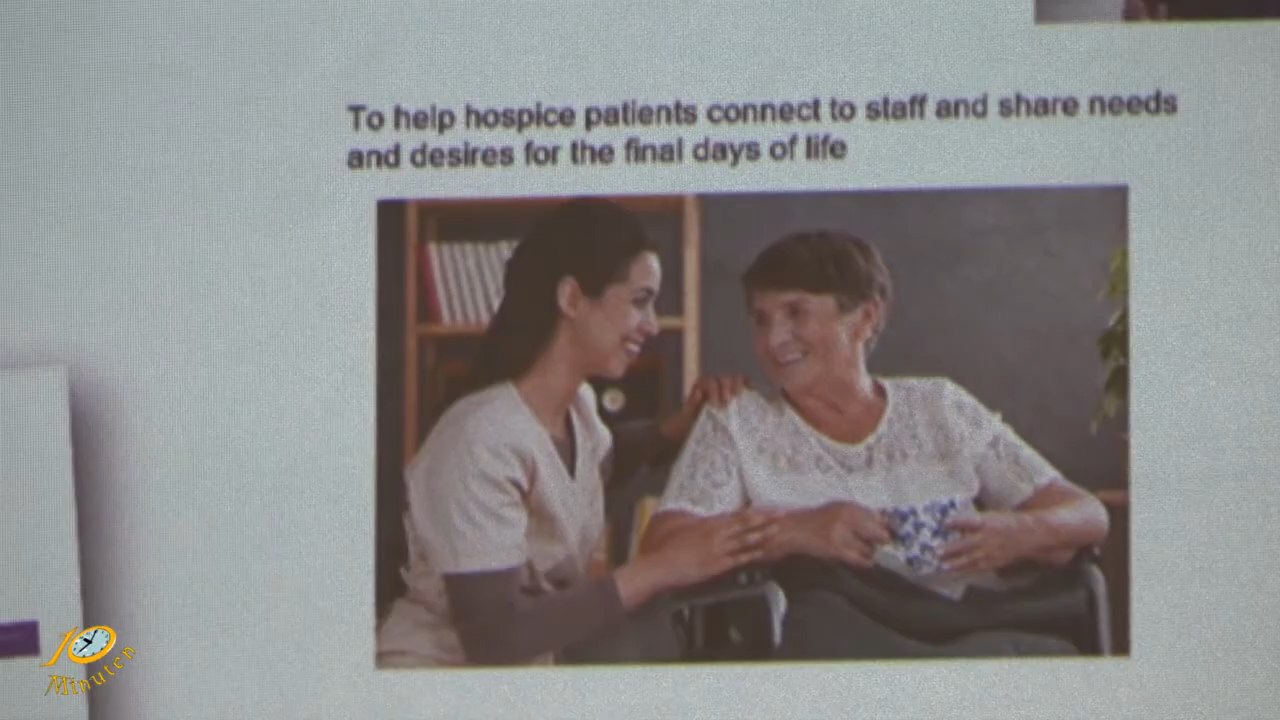 To help hospice patients connect to staff and share needs
and desires for the final days of life
10
Minuten